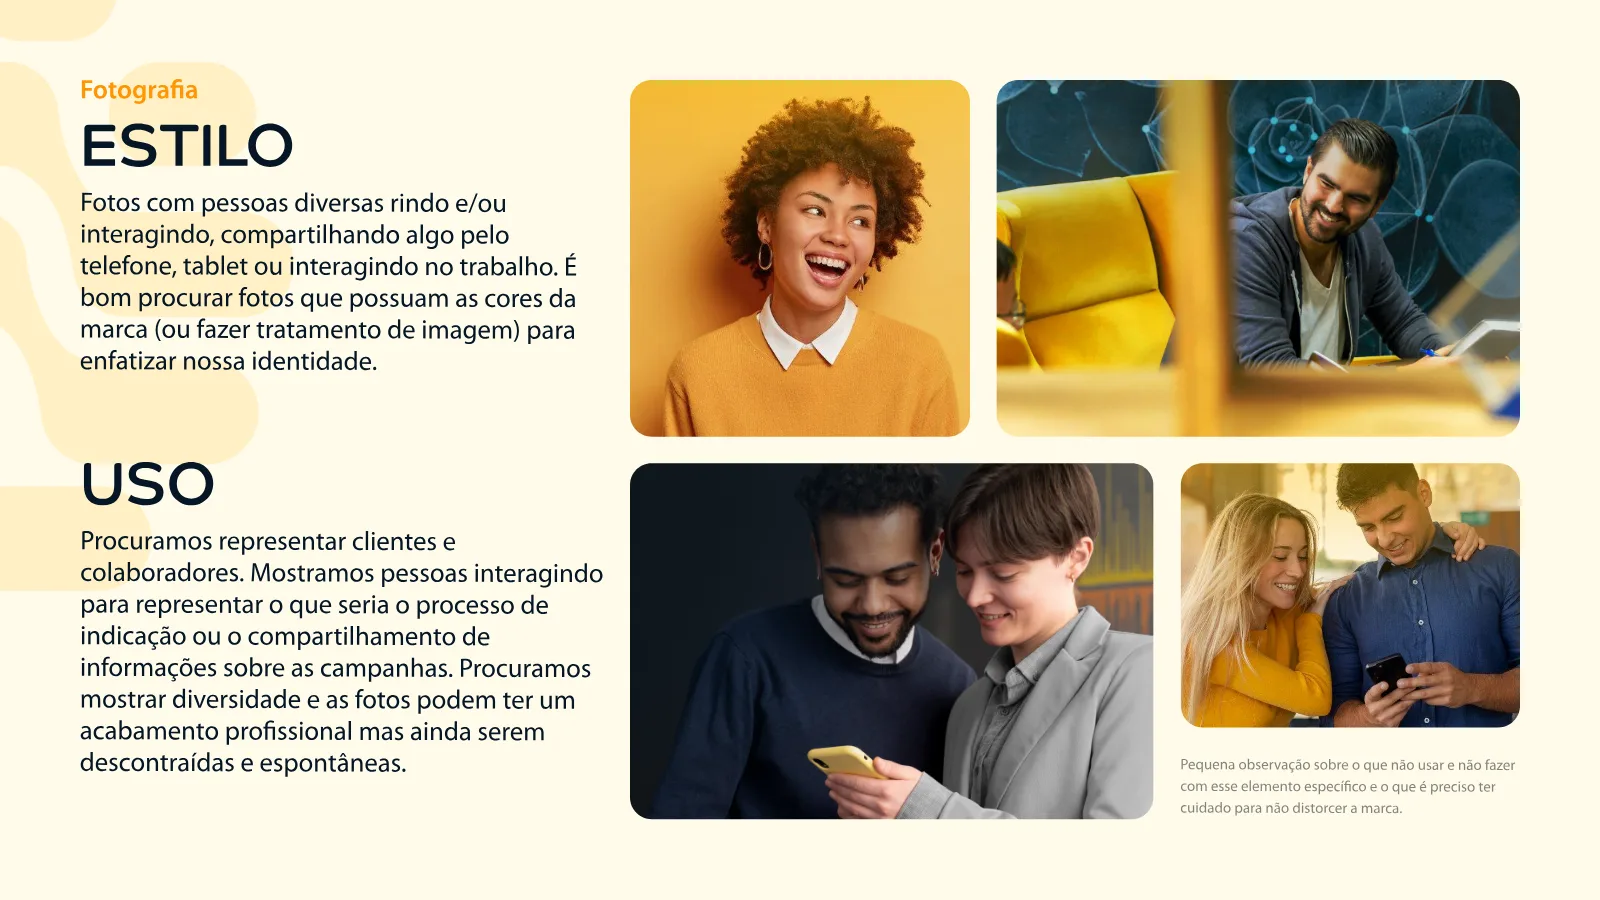 Fotografia
ESTILO
Fotos com pessoas diversas rindo e/ou
interagindo, compartilhando algo pelo
telefone, tablet ou interagindo no trabalho. É
bom procurar fotos que possuam as cores da
marca (ou fazer tratamento de imagem) para
enfatizar nossa identidade.
USO
Procuramos representar clientes e
colaboradores. Mostramos pessoas interagindo
para representar o que seria o processo de
indicação ou o compartilhamento de
informações sobre as campanhas. Procuramos
mostrar diversidade e as fotos podem ter um
acabamento profissional mas ainda serem
descontraídas e espontâneas.
Pequena observação sobre o que não usar e não fazer
com esse elemento específico e o que é preciso ter
cuidado para não distorcer a marca.